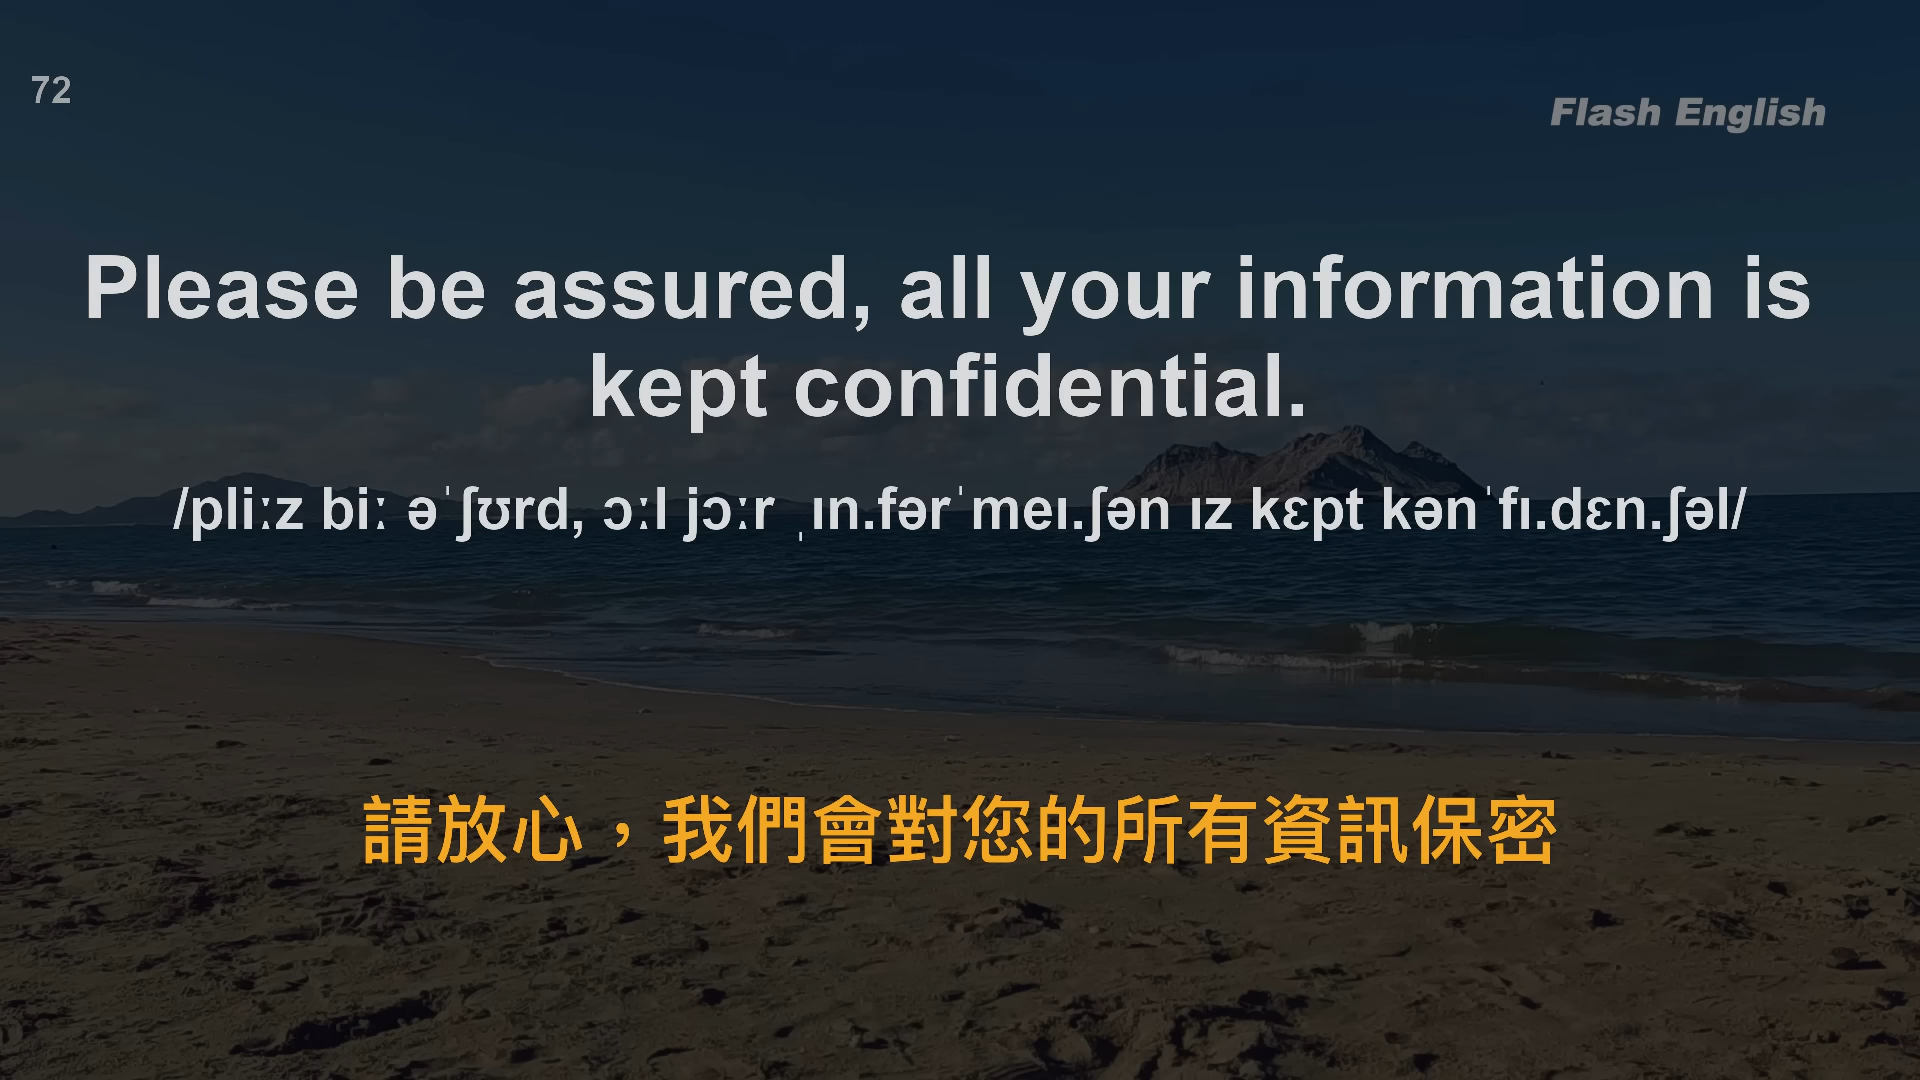 72
Flash English
Please be assured, all your information is
kept confidential.
/pliːz biː əˈʃʊrd, ɔːl jɔːr ˌɪn.fərˈmeɪ.ʃən ɪz kɛpt kənˈfɪ.dɛn.ʃəl/
請放心，我們會對您的所有資訊保密